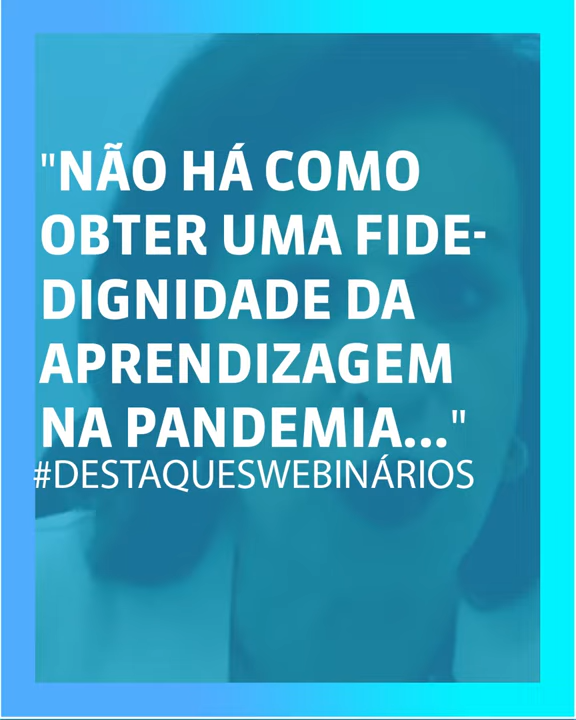 "NÃO HÁ COMO
OBTER UMA FIDE-
DIGNIDADE DA
APRENDIZAGEM
NA PANDEMIA..."
#DESTAQUESWEBINÁRIOS